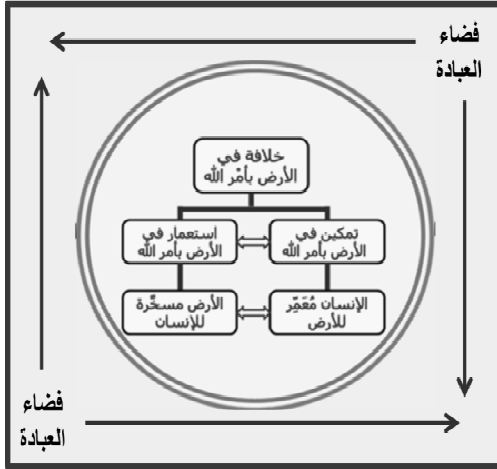 فضاء
العبادة
خلافة في
الأرض بأمْر الله
تمكين في
الأرض بأمر الله
استعمار في
الأرض بأمر الله
الإنسان مُعَمِّر
للأرض
الأرض مسخَّرة
للإنسان
فضاء
العبادة